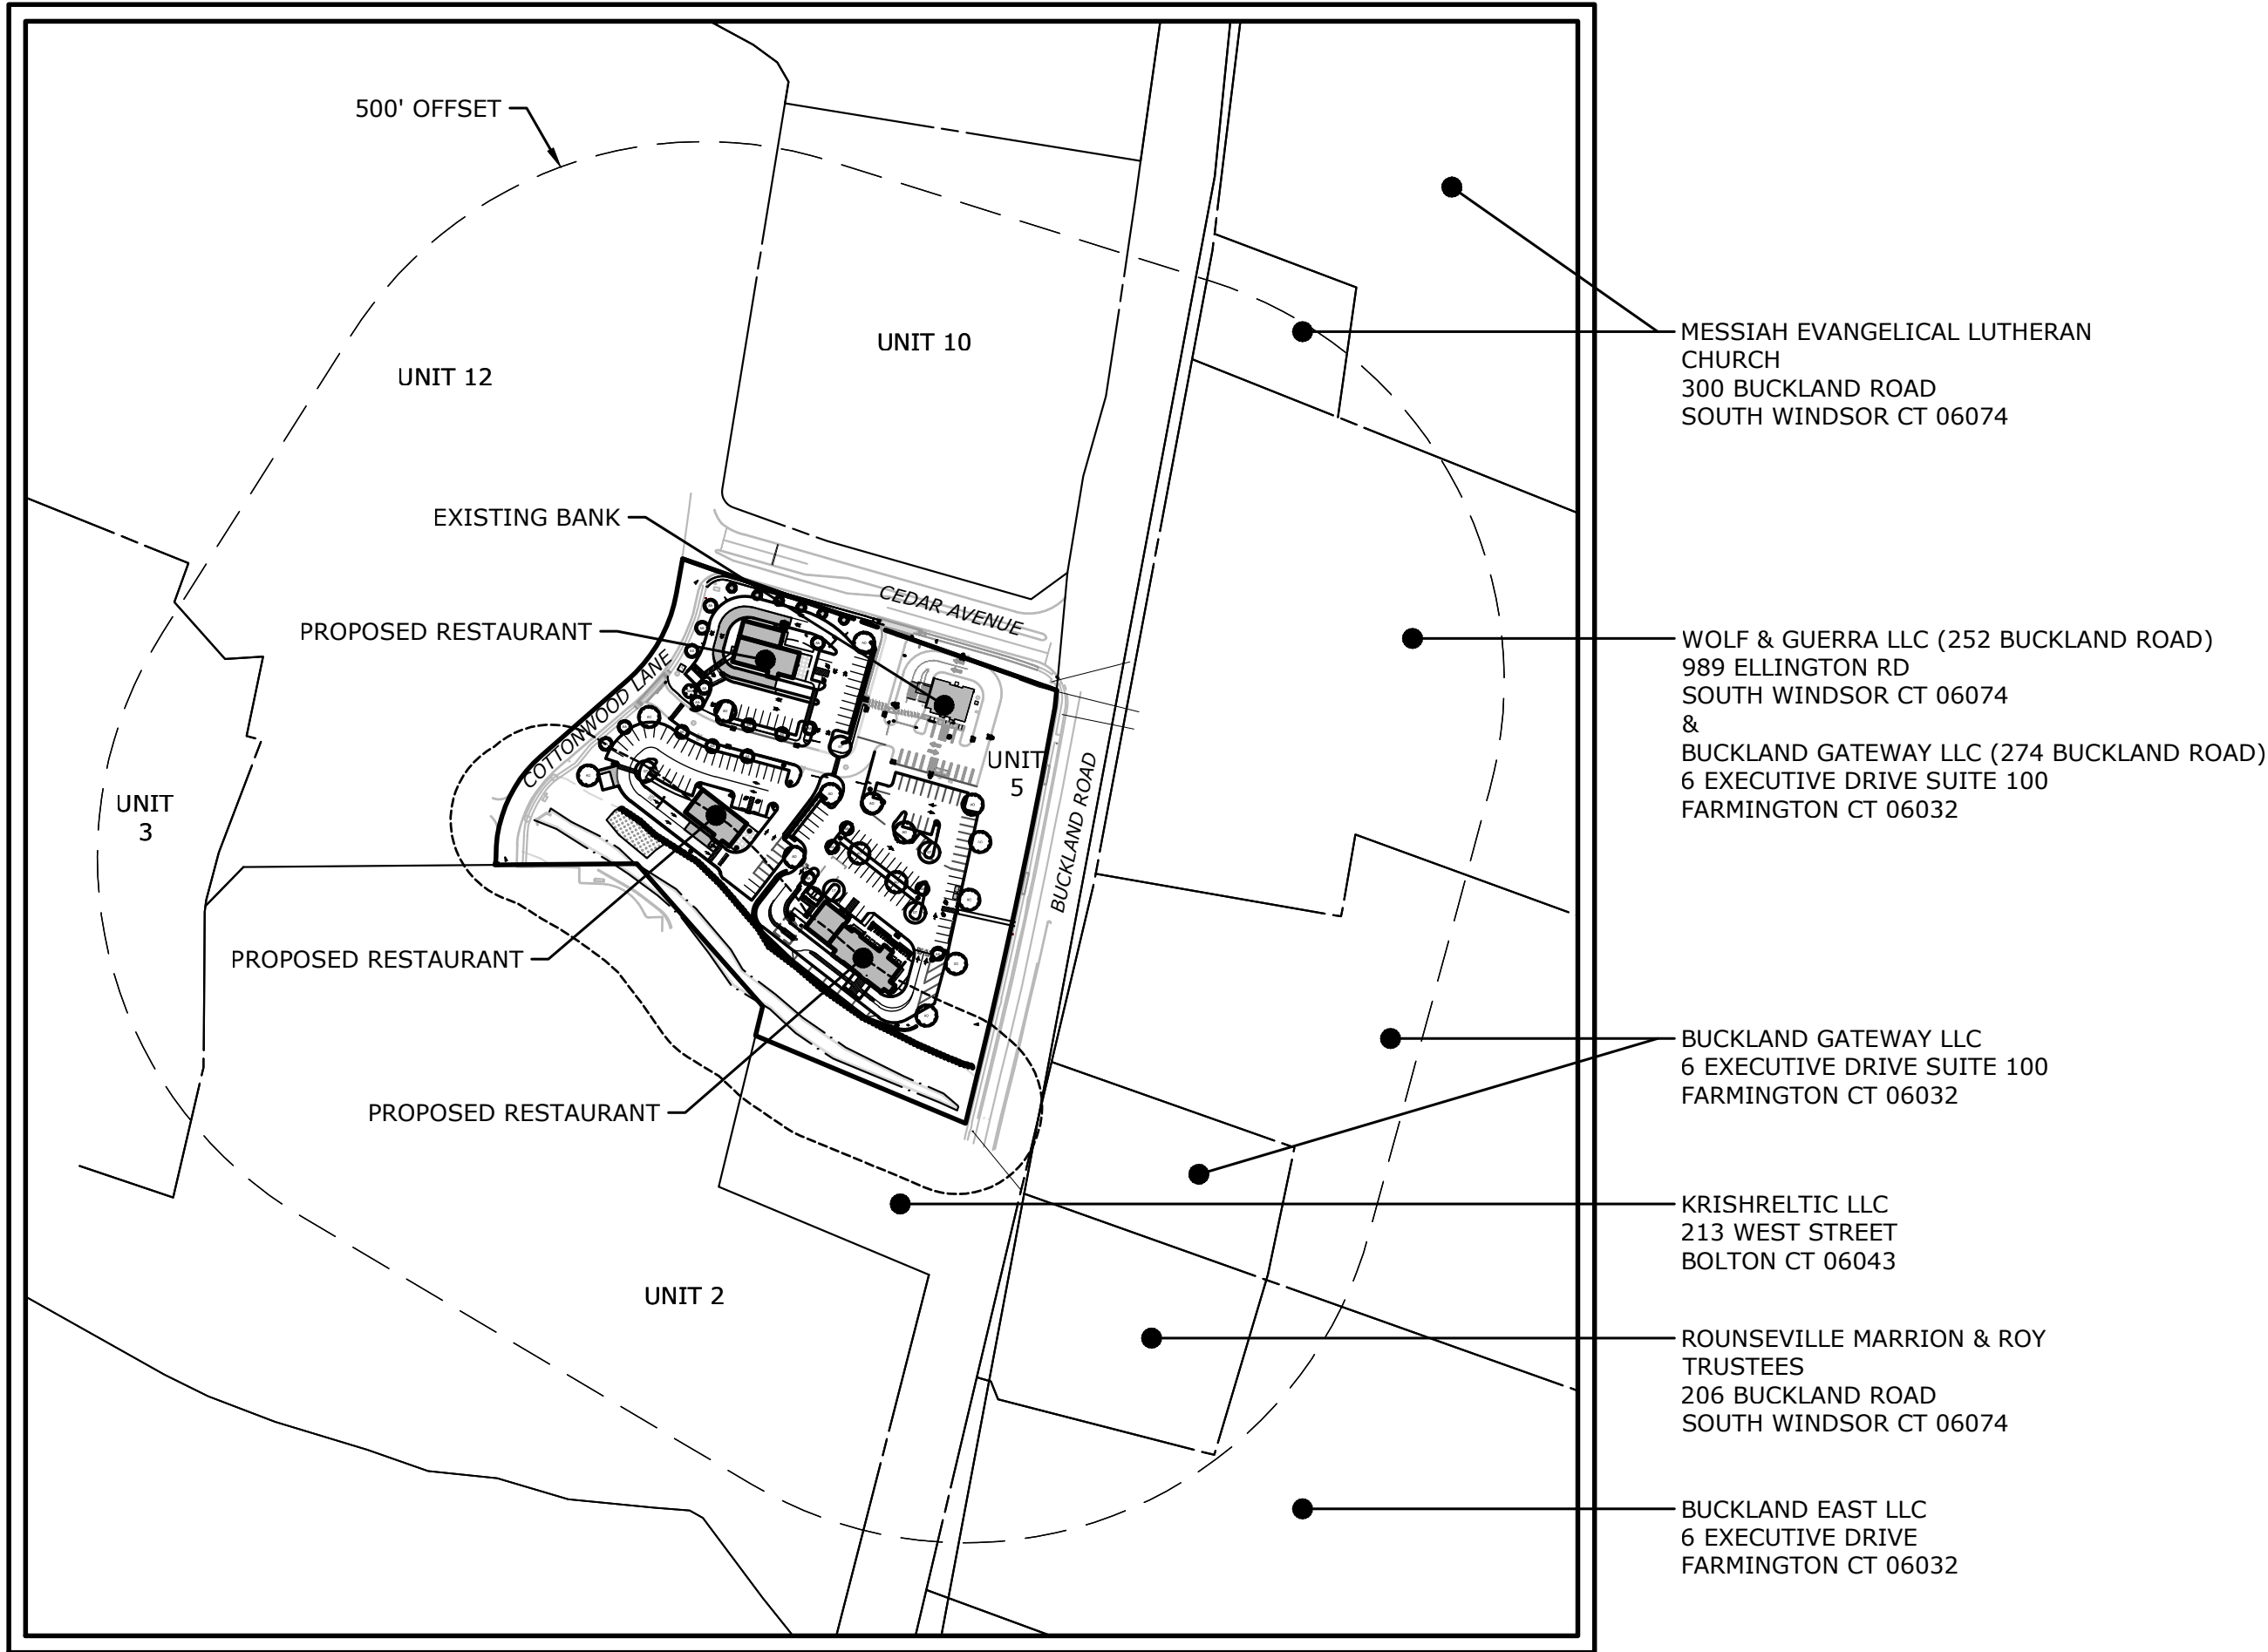 500' OFFSET
UNIT 10
UNIT 12
EXISTING BANK
CEDAR AVENUE
PROPOSED RESTAURANT
COTTONWOOD LANE
UNIT
5
BUCKLAND ROAD
UNIT
3
PROPOSED RESTAURANT
PROPOSED RESTAURANT
UNIT 2
MESSIAH EVANGELICAL LUTHERAN
CHURCH
300 BUCKLAND ROAD
SOUTH WINDSOR CT 06074
WOLF & GUERRA LLC (252 BUCKLAND ROAD)
989 ELLINGTON RD
SOUTH WINDSOR CT 06074
&
BUCKLAND GATEWAY LLC (274 BUCKLAND ROAD)
6 EXECUTIVE DRIVE SUITE 100
FARMINGTON CT 06032
BUCKLAND GATEWAY LLC
6 EXECUTIVE DRIVE SUITE 100
FARMINGTON CT 06032
KRISHRELTIC LLC
213 WEST STREET
BOLTON CT 06043
ROUNSEVILLE MARRION & ROY
TRUSTEES
206 BUCKLAND ROAD
SOUTH WINDSOR CT 06074
BUCKLAND EAST LLC
6 EXECUTIVE DRIVE
FARMINGTON CT 06032